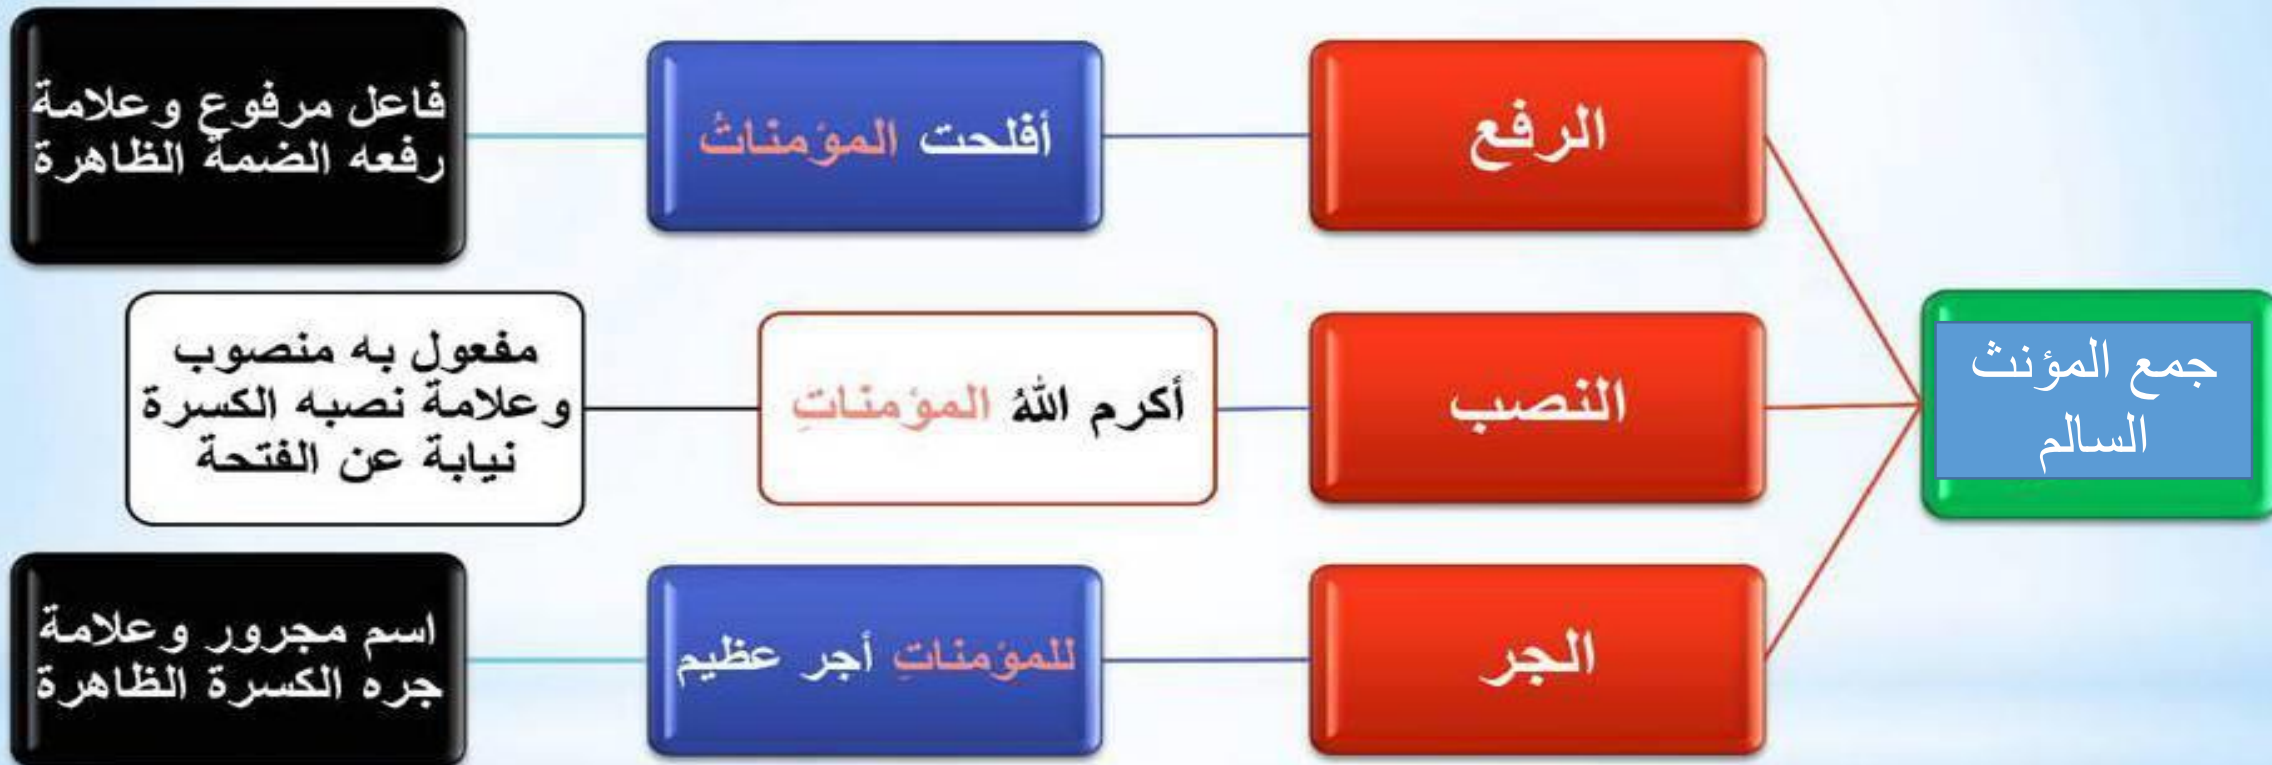 جمع المؤنث
السالم
الرفع
أفلحت المؤمناتُ
فاعل مرفوع وعلامة
رفعه الضمة الظاهرة
النصب
أكرم اللهُ المؤمناتِ
مفعول به منصوب
وعلامة نصبه الكسرة
نيابة عن الفتحة
الجر
للمؤمناتِ أجر عظيم
اسم مجرور وعلامة
جره الكسرة الظاهرة